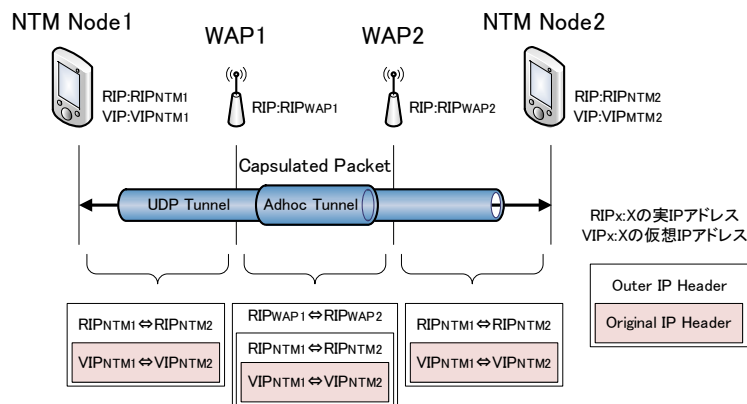 NTM Node1
WAP1
WAP2
NTM Node2
RIP:RIPNTM1
VIP:VIPNTM1
RIP:RIPWAP1
RIP:RIPWAP2
RIP:RIPNTM2
VIP:VIPMTM2
Capsulated Packet
UDP Tunnel
Adhoc Tunnel
RIPx:Xの実IPアドレス
VIPx:Xの仮想IPアドレス
RIPNTM1⇔RIPNTM2
VIPNTM1⇔VIPNTM2
RIPWAP1⇔RIPWAP2
RIPNTM1⇔RIPNTM2
VIPNTM1⇔VIPNTM2
RIPNTM1⇔RIPNTM2
VIPNTM1⇔VIPNTM2
Outer IP Header
Original IP Header